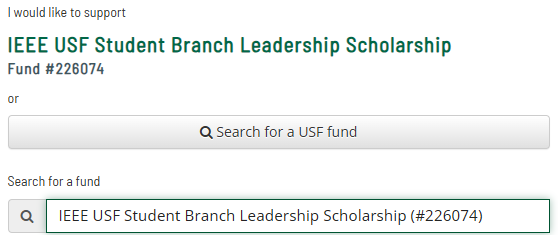 I would like to support
IEEE USF Student Branch Leadership Scholarship
Fund #226074
or
Search for a USF fund
Search for a fund
IEEE USF Student Branch Leadership Scholarship (#226074)